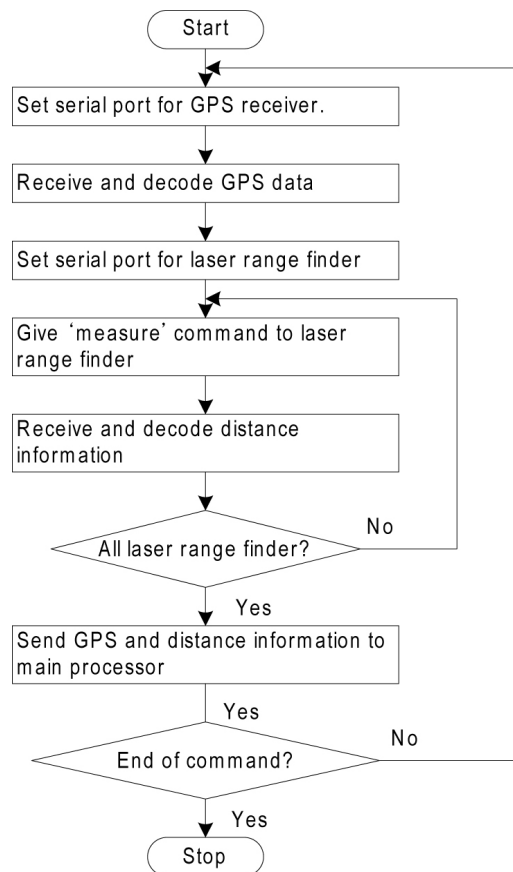 Start
Set serial port for GPS receiver.
Receive and decode GPS data
Set serial port for laser range finder
Give ‘measure’ command to laser
range finder
Receive and decode distance
information
No
All laser range finder?
Yes
Send GPS and distance information to
main processor
Yes
No
End of command?
Yes
Stop